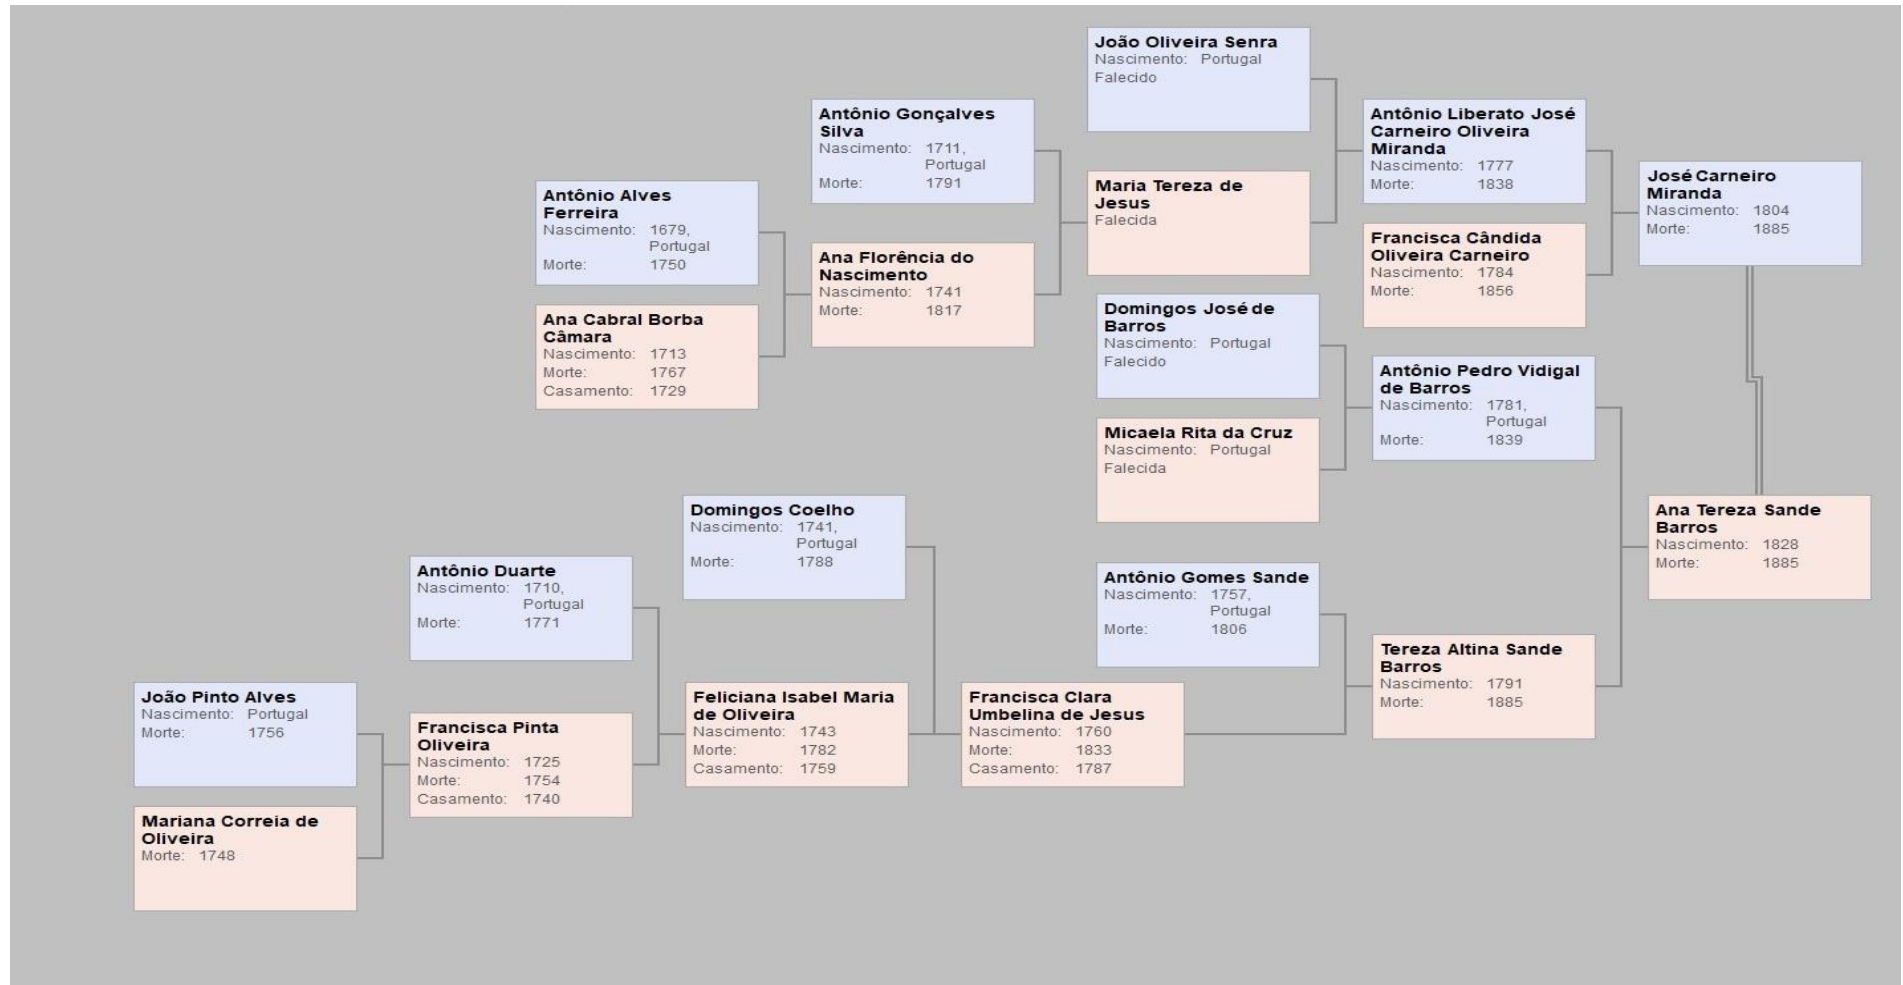 João Oliveira Senra
Nascimento: Portugal
Falecido
Antônio Gonçalves
Silva
Nascimento: 1711,
Portugal
Morte: 1791
Antônio Liberato José
Carneiro Oliveira
Miranda
Nascimento: 1777
Morte: 1838
José Carneiro
Miranda
Nascimento: 1804
Morte: 1885
Antônio Alves
Ferreira
Nascimento: 1679,
Portugal
Morte: 1750
Maria Tereza de
Jesus
Falecida
Ana Florência do
Nascimento
Nascimento: 1741
Morte: 1817
Francisca Cândida
Oliveira Carneiro
Nascimento: 1784
Morte: 1856
Ana Cabral Borba
Câmara
Nascimento: 1713
Morte: 1767
Casamento: 1729
Domingos José de
Barros
Nascimento: Portugal
Falecido
Antônio Pedro Vidigal
de Barros
Nascimento: 1781,
Portugal
Morte: 1839
Micaela Rita da Cruz
Nascimento: Portugal
Falecida
Domingos Coelho
Nascimento: 1741,
Portugal
Morte: 1788
Ana Tereza Sande
Barros
Nascimento: 1828
Morte: 1885
Antônio Duarte
Nascimento: 1710,
Portugal
Morte: 1771
Antônio Gomes Sande
Nascimento: 1757,
Portugal
Morte: 1806
Tereza Altina Sande
Barros
Nascimento: 1791
Morte: 1885
João Pinto Alves
Nascimento: Portugal
Morte: 1756
Francisca Pinta
Oliveira
Nascimento: 1725
Morte: 1754
Casamento: 1740
Feliciana Isabel Maria
de Oliveira
Nascimento: 1743
Morte: 1782
Casamento: 1759
Francisca Clara
Umbelina de Jesus
Nascimento: 1760
Morte: 1833
Casamento: 1787
Mariana Correia de
Oliveira
Morte: 1748